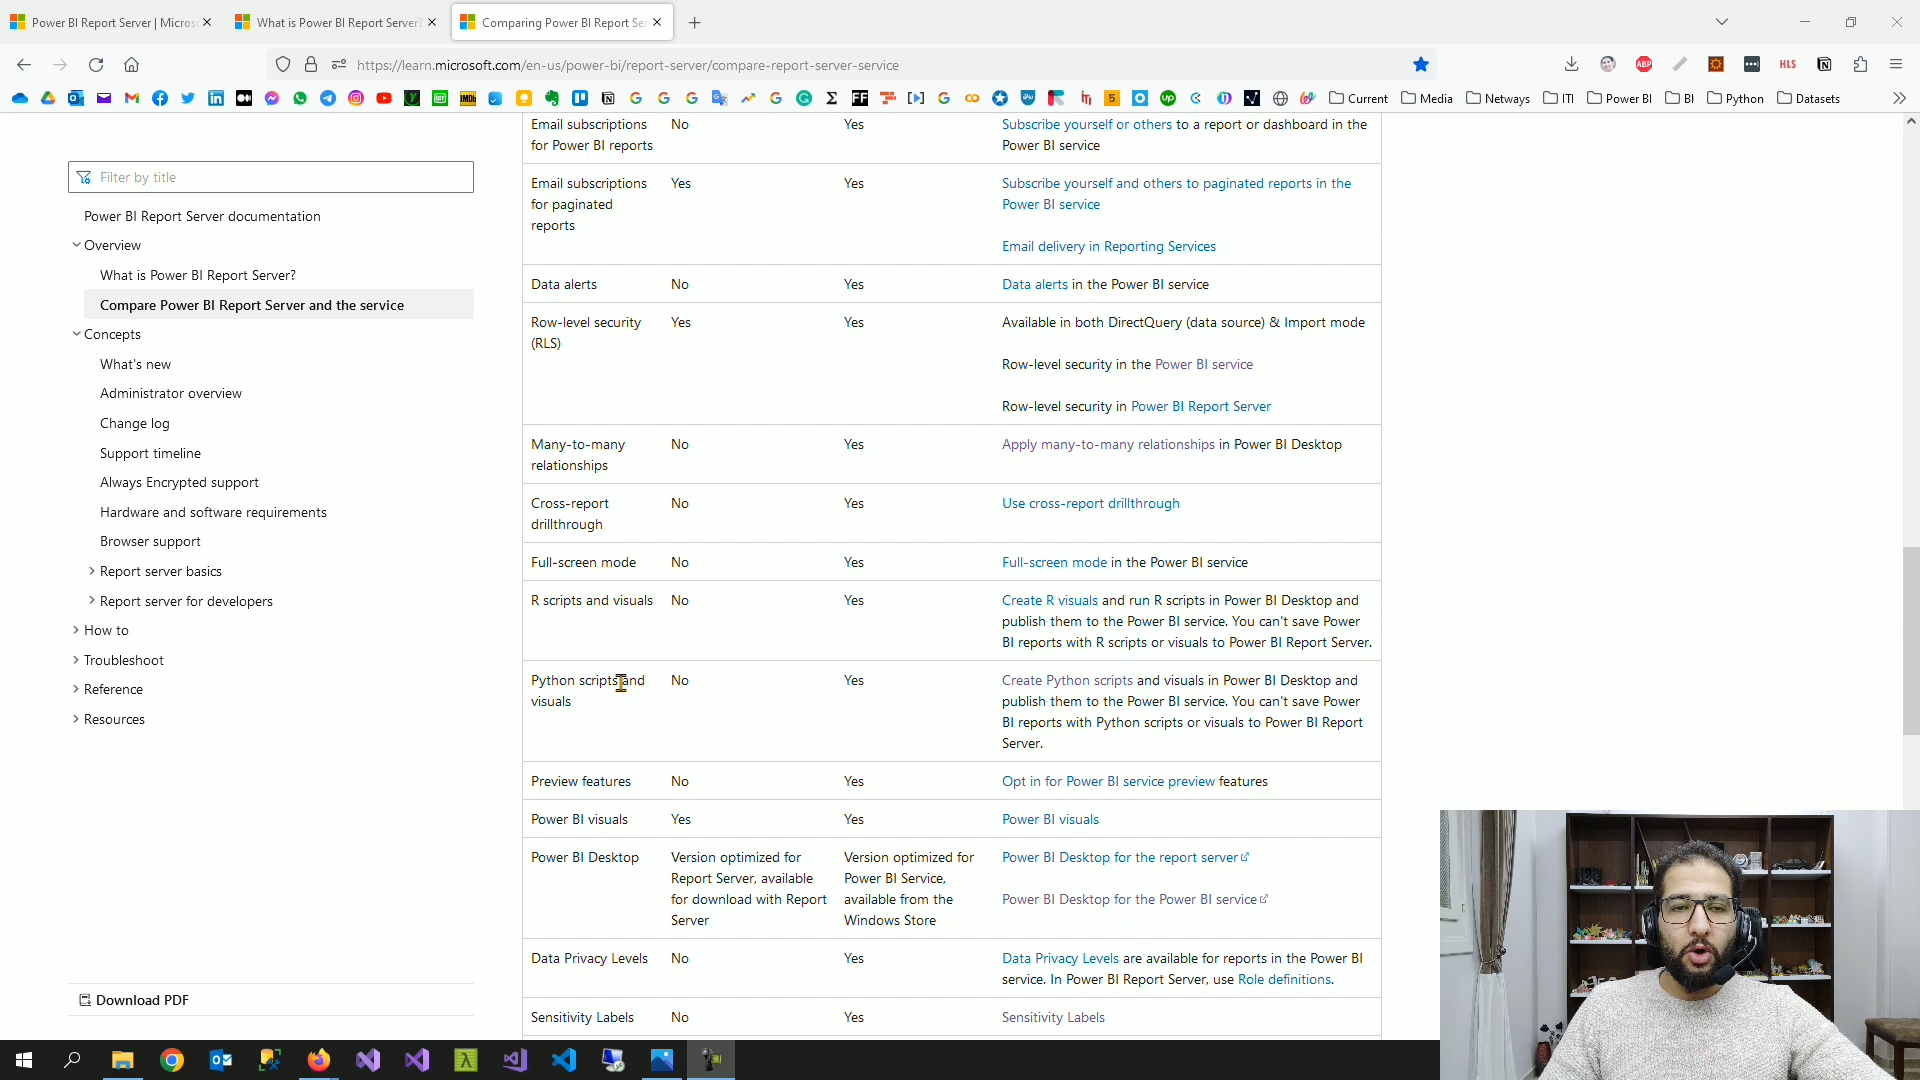 Power BI Report Server | Micros
What is Power BI Report Server?
Comparing Power BI Report Ser
https://learn.microsoft.com/en-us/power-bi/report-server/compare-report-server-service
ABP
HLS
Current
Media
Netways
ITI
Power BI
BI
Python
Datasets
Filter by title
Power BI Report Server documentation
Overview
What is Power BI Report Server?
Compare Power BI Report Server and the service
Concepts
What's new
Administrator overview
Change log
Support timeline
Always Encrypted support
Hardware and software requirements
Browser support
Report server basics
Report server for developers
How to
Troubleshoot
Reference
Resources
Download PDF
Email subscriptions for Power BI reports
No
Yes
Subscribe yourself or others to a report or dashboard in the
Power BI service
Email subscriptions
for paginated
reports
Yes
Yes
Subscribe yourself and others to paginated reports in the
Power BI service
Email delivery in Reporting Services
Data alerts
No
Yes
Data alerts in the Power BI service
Row-level security
(RLS)
Yes
Yes
Available in both DirectQuery (data source) & Import mode
Row-level security in the Power BI service
Row-level security in Power BI Report Server
Many-to-many
relationships
No
Yes
Apply many-to-many relationships in Power BI Desktop
Cross-report
drillthrough
No
Yes
Use cross-report drillthrough
Full-screen mode
No
Yes
Full-screen mode in the Power BI service
R scripts and visuals
No
Yes
Create R visuals and run R scripts in Power BI Desktop and
publish them to the Power BI service. You can't save Power
BI reports with R scripts or visuals to Power BI Report Server.
Python scripts and
visuals
No
Yes
Create Python scripts and visuals in Power BI Desktop and
publish them to the Power BI service. You can't save Power
BI reports with Python scripts or visuals to Power BI Report
Server.
Preview features
No
Yes
Opt in for Power BI service preview features
Power BI visuals
Yes
Yes
Power BI visuals
Power BI Desktop
Version optimized for
Report Server, available
for download with Report
Server
Version optimized for
Power BI Service,
available from the
Windows Store
Power BI Desktop for the report server
Power BI Desktop for the Power BI service
Data Privacy Levels
No
Yes
Data Privacy Levels are available for reports in the Power BI
service. In Power BI Report Server, use Role definitions.
Sensitivity Labels
No
Yes
Sensitivity Labels